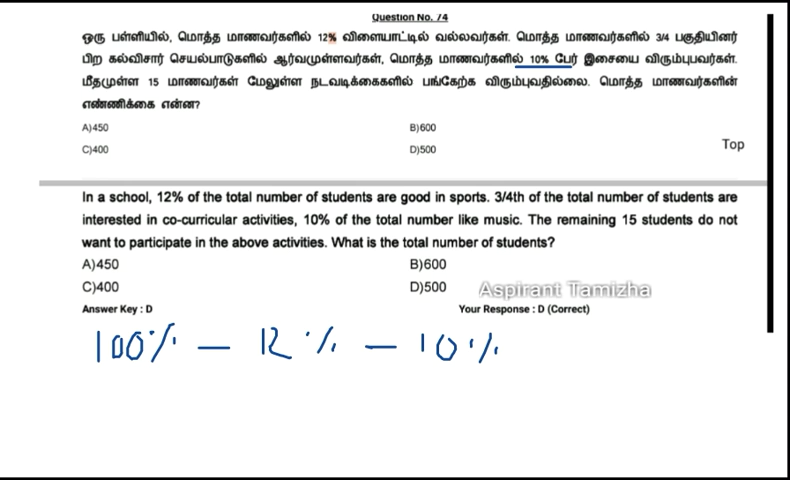 Question No. 74
ஒரு பள்ளியில், மொத்த மாணவர்களில் 12% விளையாட்டில் வல்லவர்கள். மொத்த மாணவர்களில் 3/4 பகுதியினர்
பிற கல்விசார் செயல்பாடுகளில் ஆர்வமுள்ளவர்கள், மொத்த மாணவர்களில் 10% பேர் இசையை விரும்புபவர்கள்.
மீதமுள்ள 15 மாணவர்கள் மேலுள்ள நடவடிக்கைகளில் பங்கேற்க விரும்புவதில்லை. மொத்த மாணவர்களின்
எண்ணிக்கை என்ன?
A)450 B)600
C)400 D)500
Top
In a school, 12% of the total number of students are good in sports. 3/4th of the total number of students are
interested in co-curricular activities, 10% of the total number like music. The remaining 15 students do not
want to participate in the above activities. What is the total number of students?
A)450 B)600
C)400 D)500 Aspirant Tamizha
Answer Key : D Your Response : D (Correct)
100% - 12% - 10%